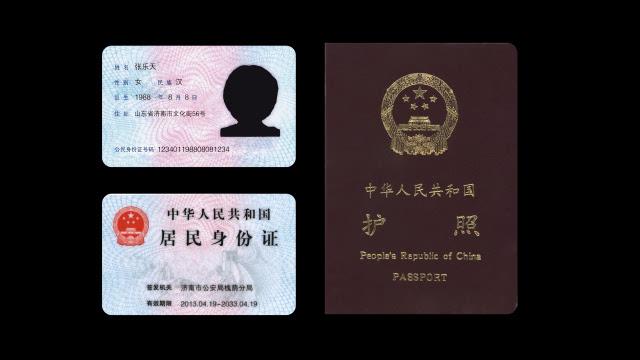 姓名 张乐天
性别 女 民族 汉
出生 1988 年 8 月 8 日
住址 山东省济南市文化街56号
公民身份证号码 123401198808081234
中华人民共和国
居民身份证
签发机关 济南市公安局槐荫分局
有效期限 2013.04.19-2033.04.19
中华人民共和国
护 照
People's Republic of China
PASSPORT